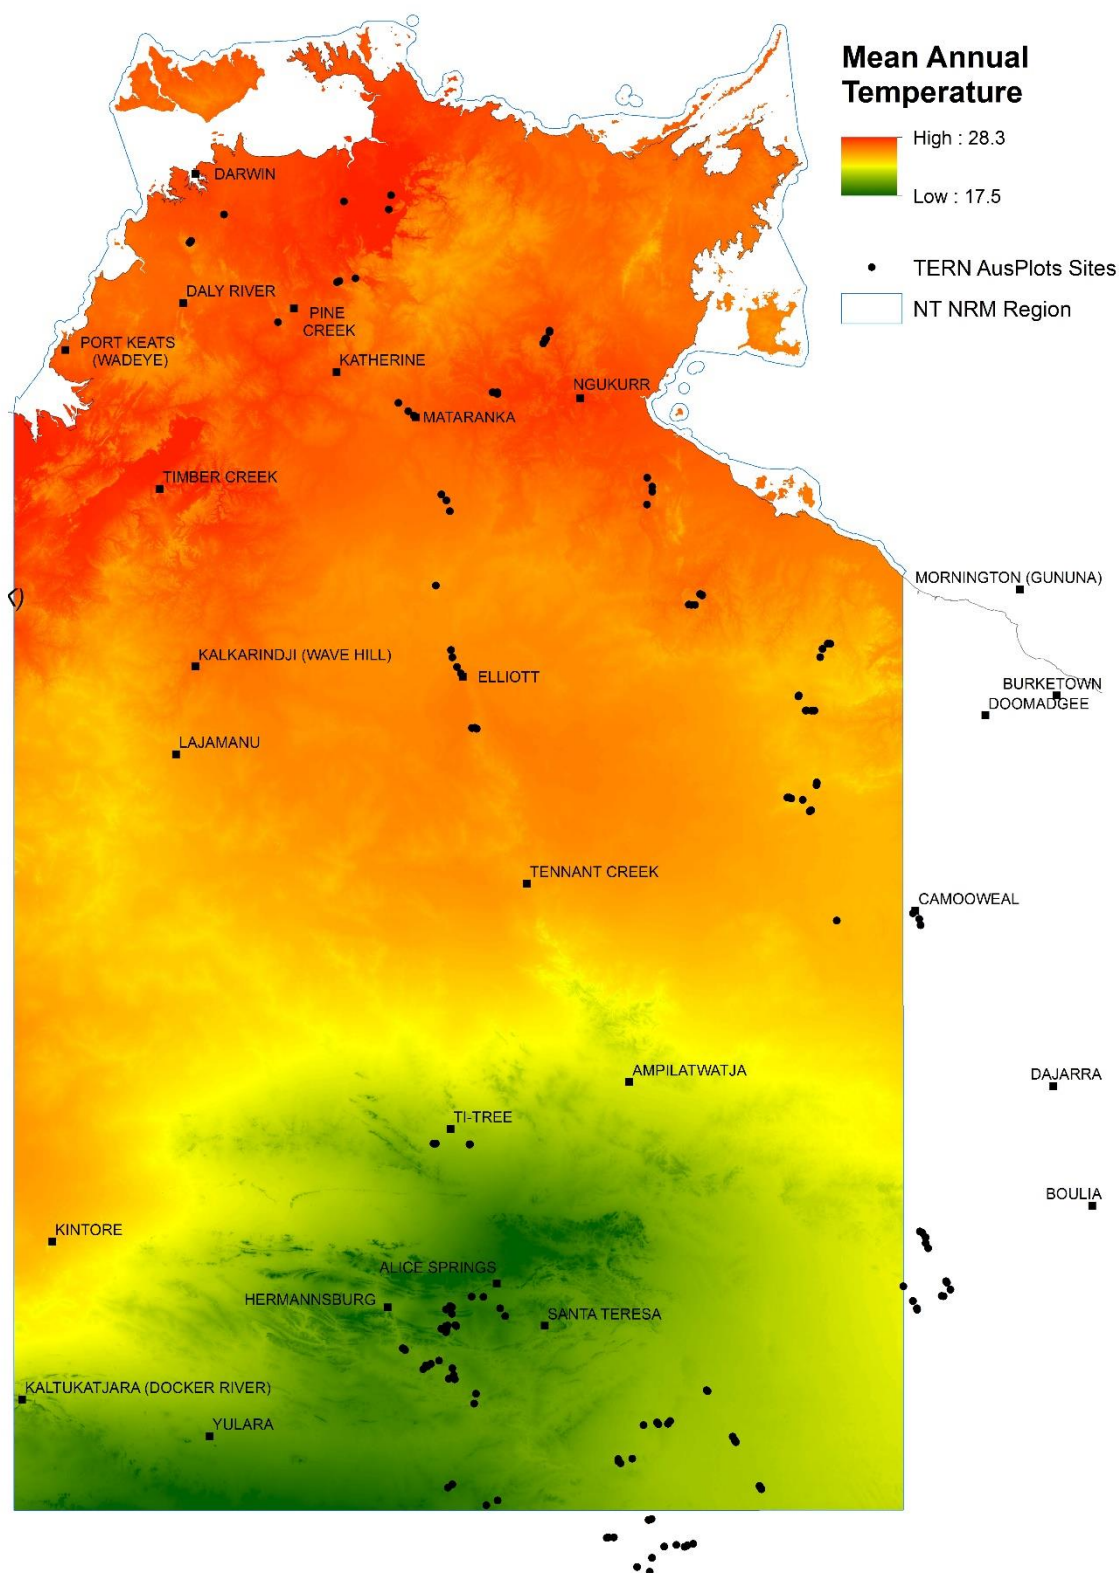 Mean Annual
Temperature
High : 28.3
Low : 17.5
TERN AusPlots Sites
NT NRM Region
DARWIN
DALY RIVER
PINE
CREEK
PORT KEATS
(WADEYE)
KATHERINE
NGUKURR
MATARANKA
TIMBER CREEK
MORNINGTON (GUNUNA)
KALKARINDJI (WAVE HILL)
ELLIOTT
BURKETOWN
DOOMADGEE
LAJAMANU
TENNANT CREEK
CAMOOWEAL
AMPILATWATJA
DAJARRA
TI-TREE
BOULIA
KINTORE
ALICE SPRINGS
HERMANNSBURG
SANTA TERESA
KALTUKATJARA (DOCKER RIVER)
YULARA